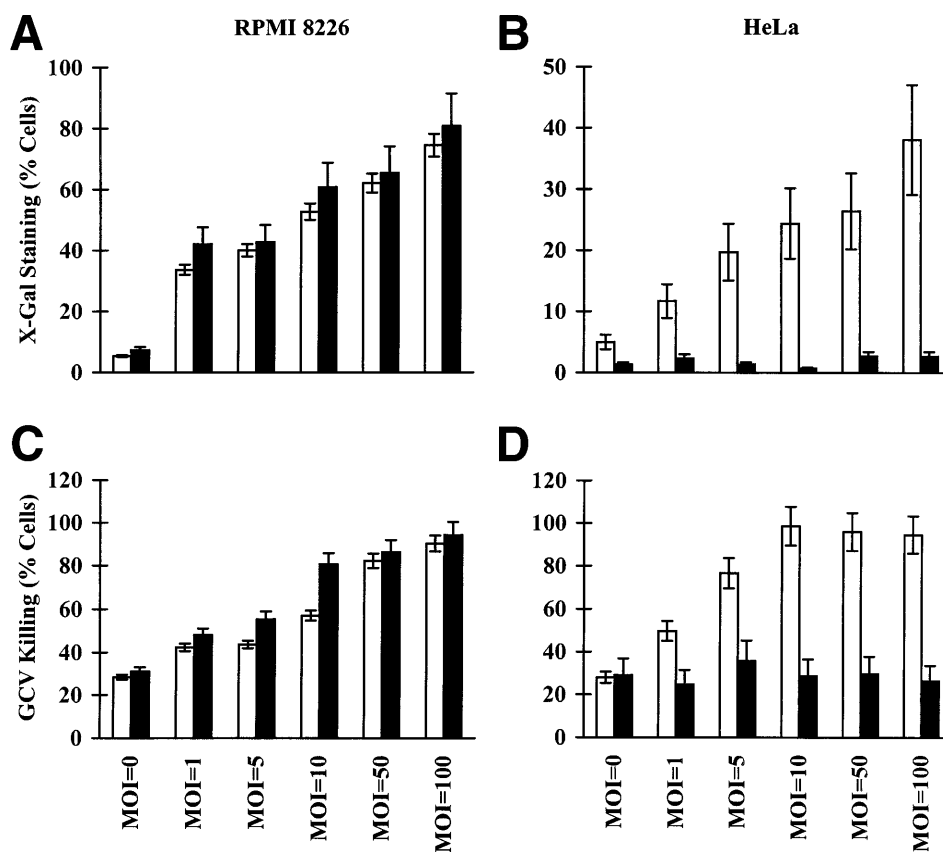 A
RPMI 8226
B
HeLa
X-Gal Staining (% Cells)
100
80
60
40
20
0
50
40
30
20
10
0
C
D
GCV Killing (% Cells)
120
100
80
60
40
20
0
120
100
80
60
40
20
0
MOI=0
MOI=1
MOI=5
MOI=10
MOI=50
MOI=100
MOI=0
MOI=1
MOI=5
MOI=10
MOI=50
MOI=100